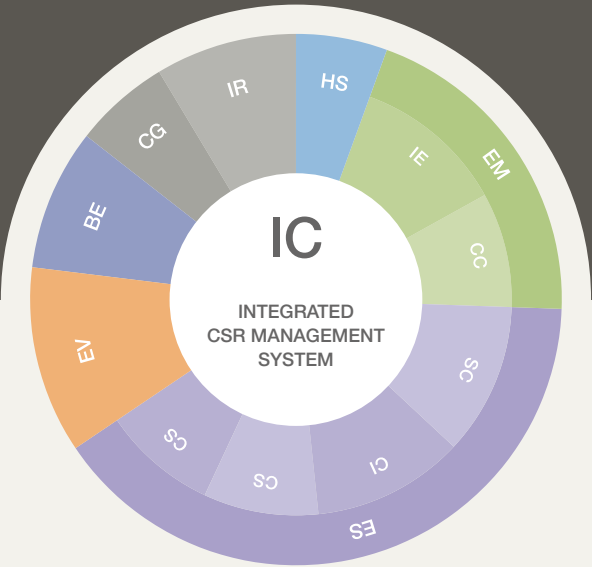 IC
INTEGRATED
CSR MANAGEMENT
SYSTEM
HS
EM
IE
CC
SC
CI
CS
CS
ES
EV
BE
CG
IR